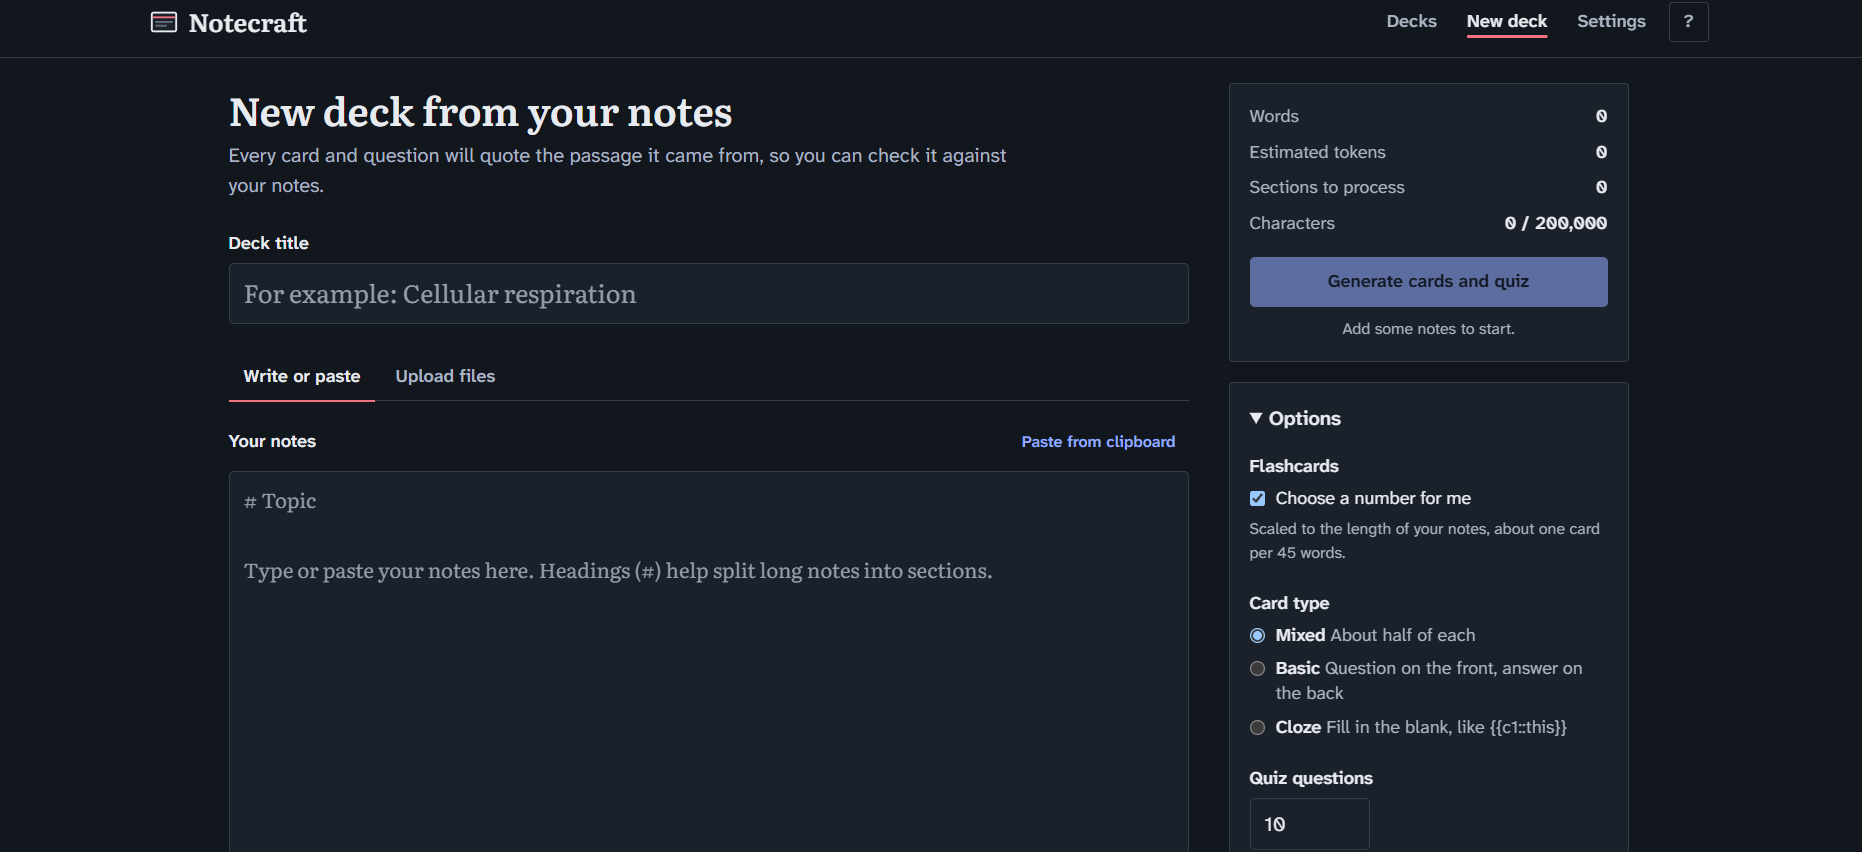 Notecraft
Decks
New deck
Settings
?
New deck from your notes
Every card and question will quote the passage it came from, so you can check it against
your notes.
Deck title
For example: Cellular respiration
Write or paste
Upload files
Your notes
Paste from clipboard
# Topic
Type or paste your notes here. Headings (#) help split long notes into sections.
Words 0
Estimated tokens 0
Sections to process 0
Characters 0 / 200,000
Generate cards and quiz
Add some notes to start.
Options
Flashcards
Choose a number for me
Scaled to the length of your notes, about one card
per 45 words.
Card type
Mixed About half of each
Basic Question on the front, answer on
the back
Cloze Fill in the blank, like {{c1::this}}
Quiz questions
10